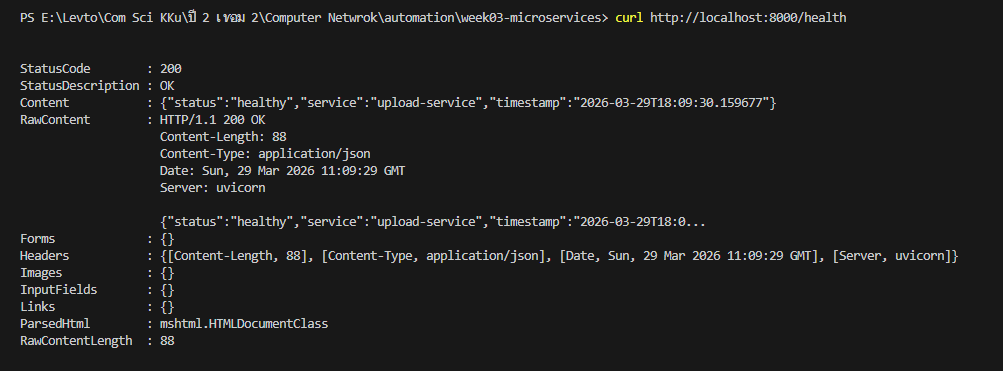 PS E:\Levto\Com Sci KKu\ปี 2 เทอม 2\Computer Netwrok\automation\week03-microservices> curl http://localhost:8000/health
StatusCode        : 200
StatusDescription : OK
Content           : {"status":"healthy","service":"upload-service","timestamp":"2026-03-29T18:09:30.159677"}
RawContent        : HTTP/1.1 200 OK
                    Content-Length: 88
                    Content-Type: application/json
                    Date: Sun, 29 Mar 2026 11:09:29 GMT
                    Server: uvicorn
                    {"status":"healthy","service":"upload-service","timestamp":"2026-03-29T18:0...
Forms             : {}
Headers           : {[Content-Length, 88], [Content-Type, application/json], [Date, Sun, 29 Mar 2026 11:09:29 GMT], [Server, uvicorn]}
Images            : {}
InputFields       : {}
Links             : {}
ParsedHtml        : mshtml.HTMLDocumentClass
RawContentLength  : 88